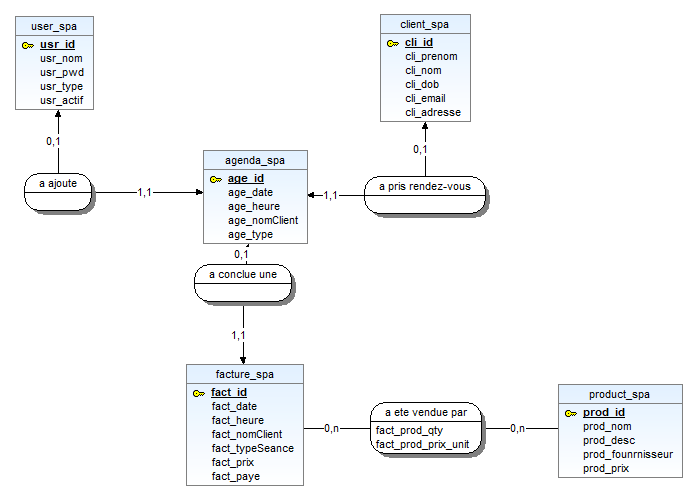 user_spa
usr_id
usr_nom
usr_pwd
usr_type
usr_actif
client_spa
cli_id
cli_prenom
cli_nom
cli_dob
cli_email
cli_adresse
0,1
0,1
a ajoute
1,1
agenda_spa
age_id
age_date
age_heure
age_nomClient
age_type
1,1
a pris rendez-vous
0,1
a conclue une
1,1
facture_spa
fact_id
fact_date
fact_heure
fact_nomClient
fact_typeSeance
fact_prix
fact_paye
0,n
a ete vendue par
fact_prod_qty
fact_prod_prix_unit
0,n
product_spa
prod_id
prod_nom
prod_desc
prod_founrnisseur
prod_prix